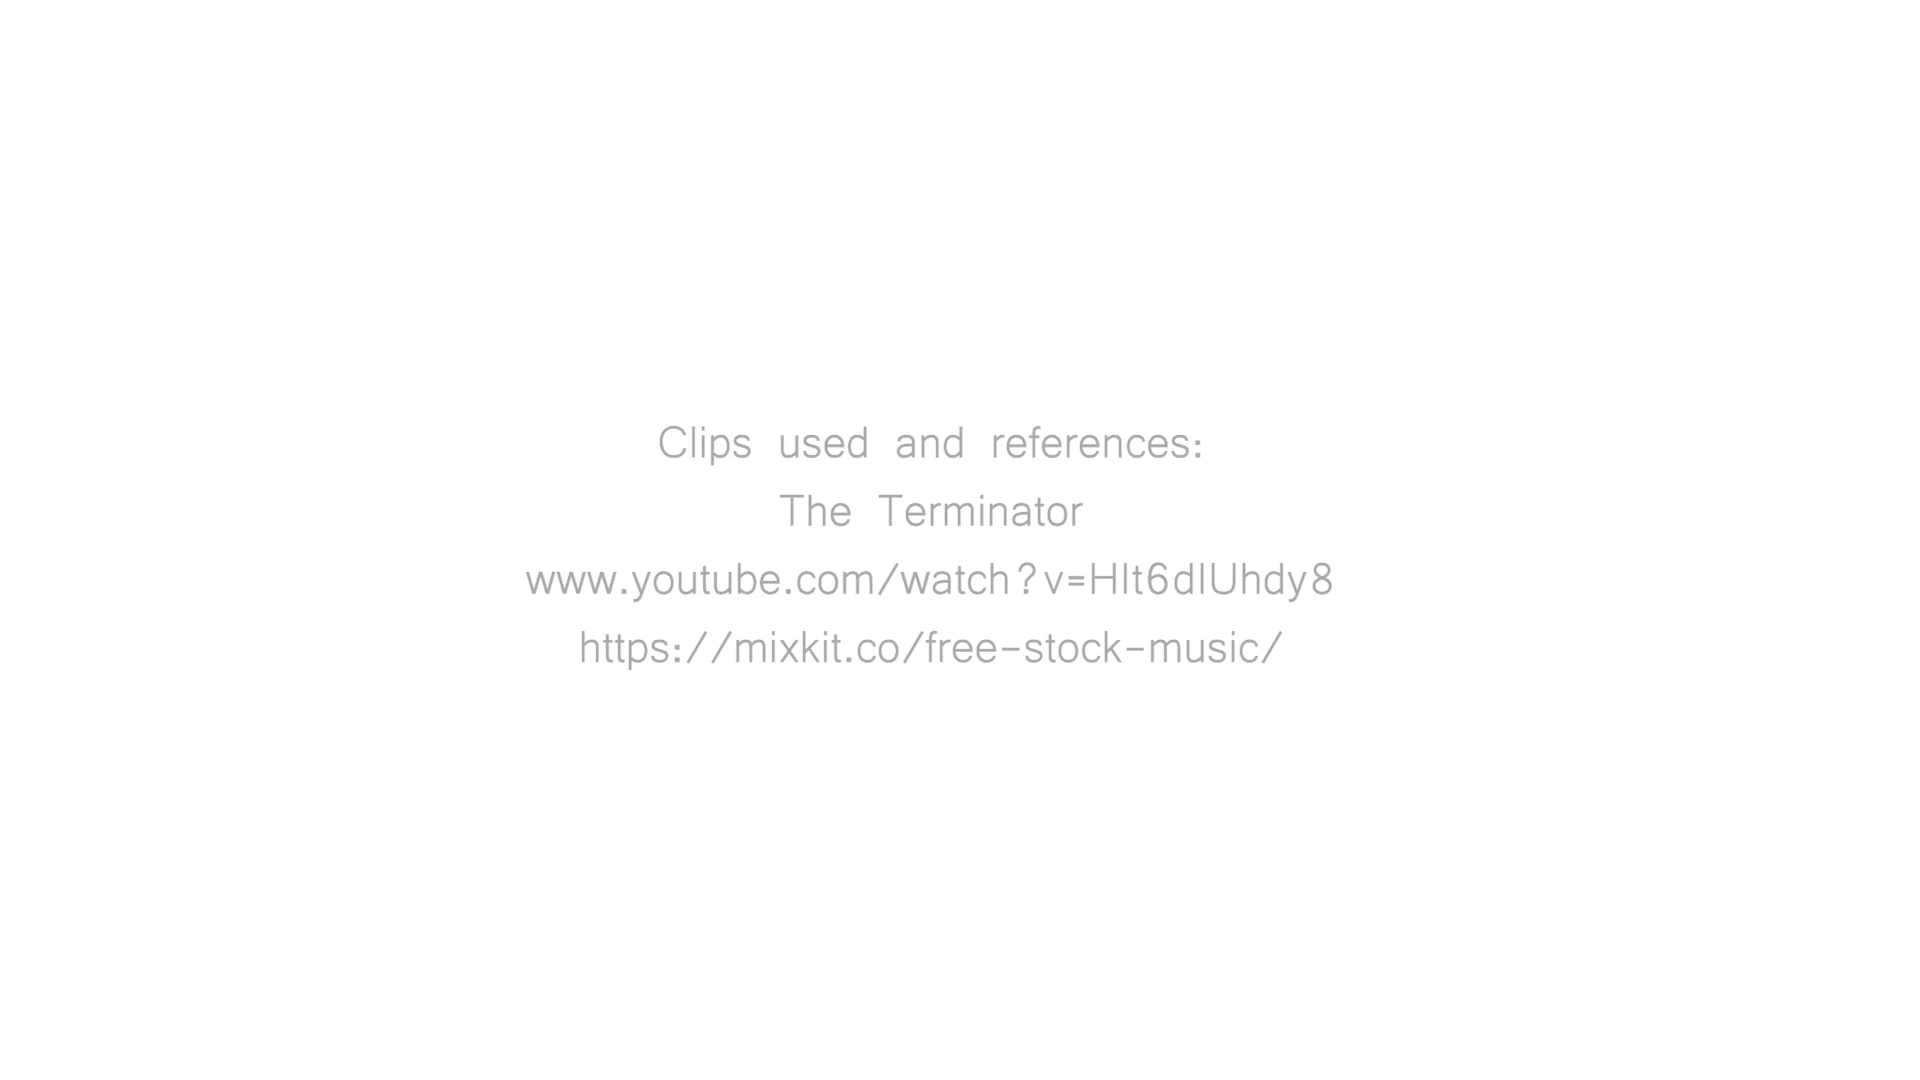 Clips used and references:
The Terminator
www.youtube.com/watch?v=HIt6dIUhdy8
https://mixkit.co/free-stock-music/